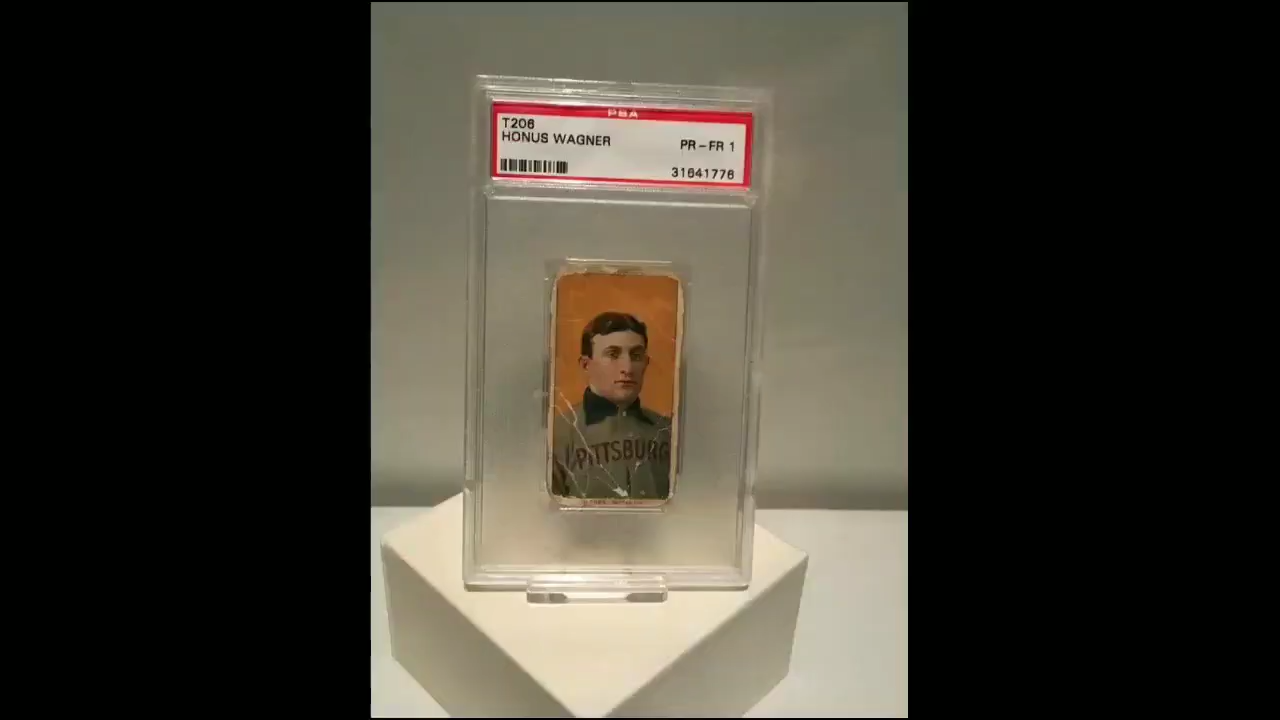 PSA
T206
HONUS WAGNER
PR – FR 1
31641776
PITTSBURG